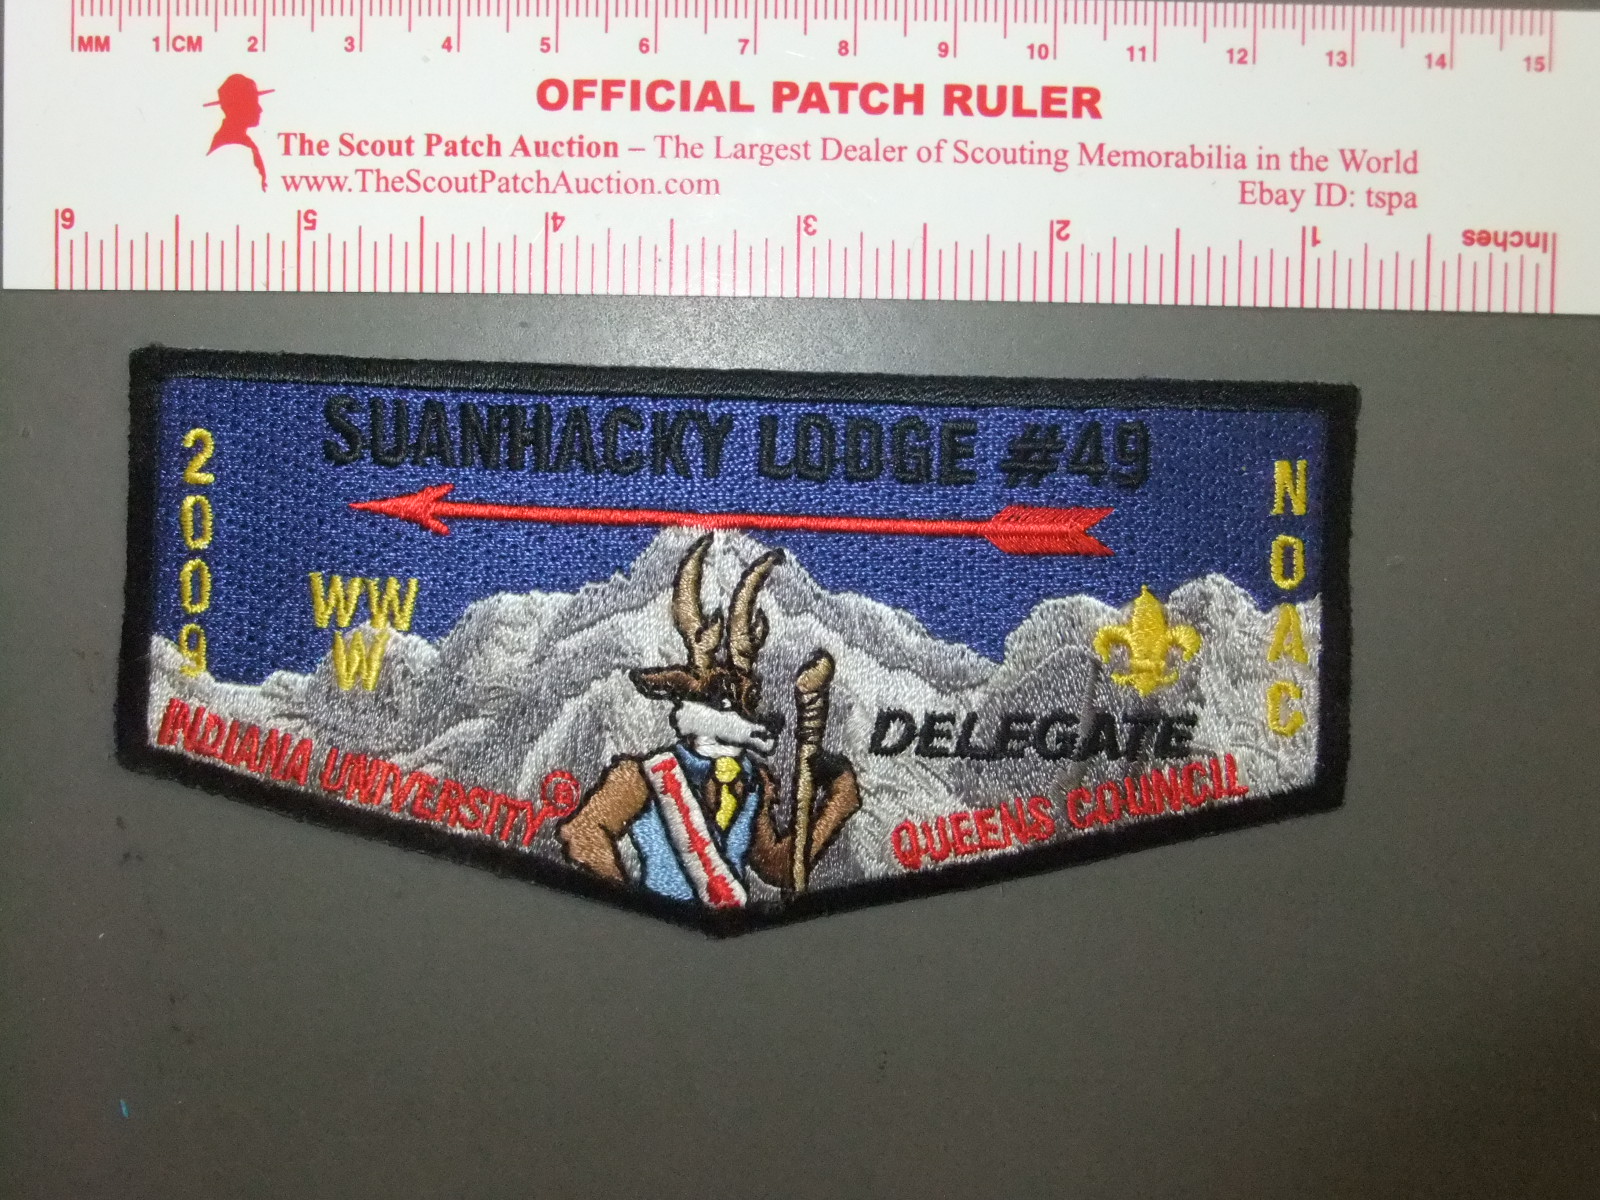 MM 1 CM 2 3 4 5 6 7 8 9 10 11 12 13 14 15
OFFICIAL PATCH RULER
The Scout Patch Auction – The Largest Dealer of Scouting Memorabilia in the World
www.TheScoutPatchAuction.com
Ebay ID: tspa
6 5 4 3 2 1 Inches
SUANHACKY LODGE #49
2009
NOAC
WW
W
DELEGATE
INDIANA UNIVERSITY®
QUEENS COUNCIL